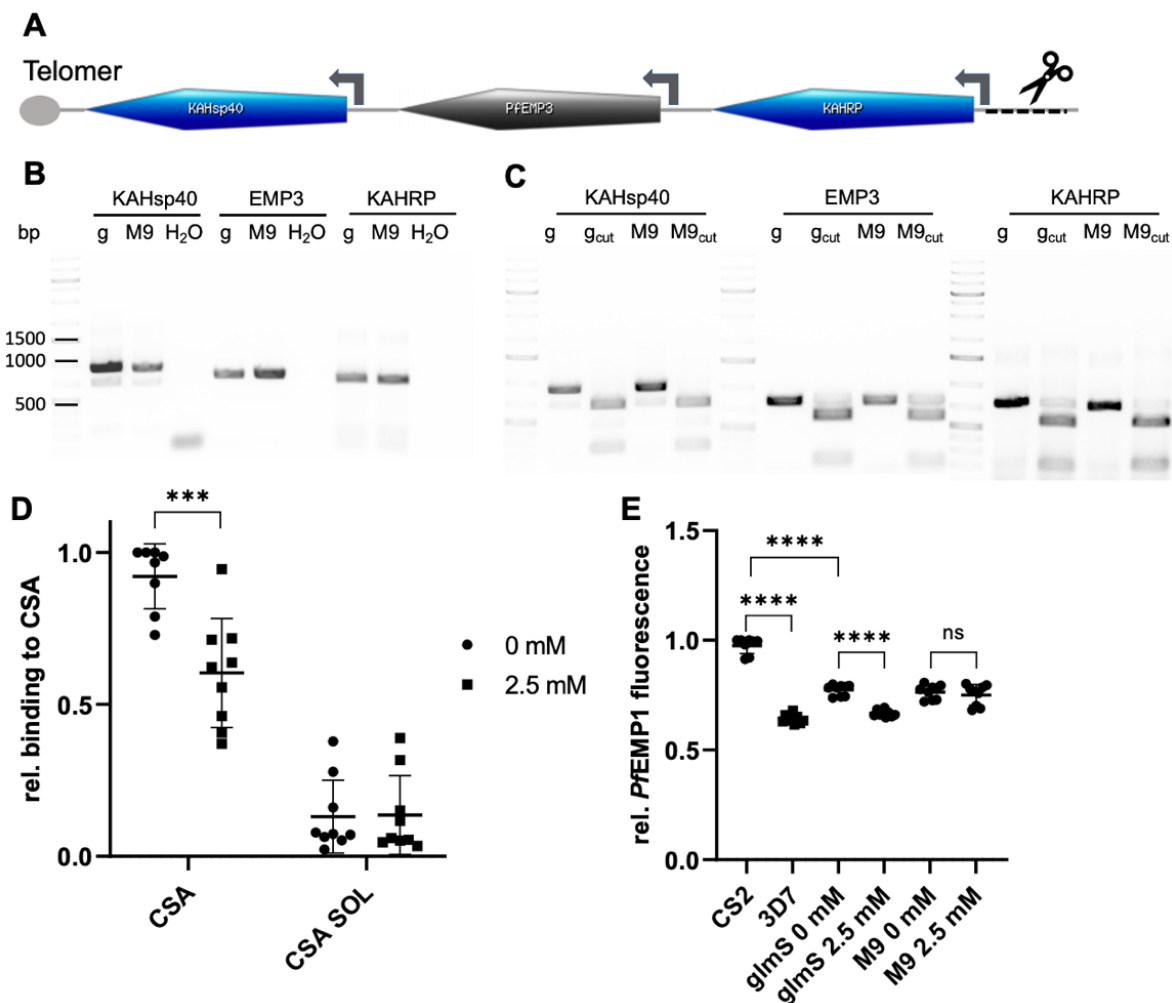 A
Telomer
KAHsp40 PfEMP3 KAHRP
B
KAHsp40 EMP3 KAHRP
bp g M9 H₂O g M9 H₂O g M9 H₂O
1500
1000
500
C
KAHsp40 EMP3 KAHRP
g gcut M9 M9cut g gcut M9 M9cut g gcut M9 M9cut
D
***
rel. binding to CSA
1.0
0.5
0.0
CSA CSA SOL
0 mM
2.5 mM
E
rel. PfEMP1 fluorescence
1.5
1.0
0.5
0.0
****
****
****
ns
CS2 3D7 glmS 0 mM glmS 2.5 mM M9 0 mM M9 2.5 mM